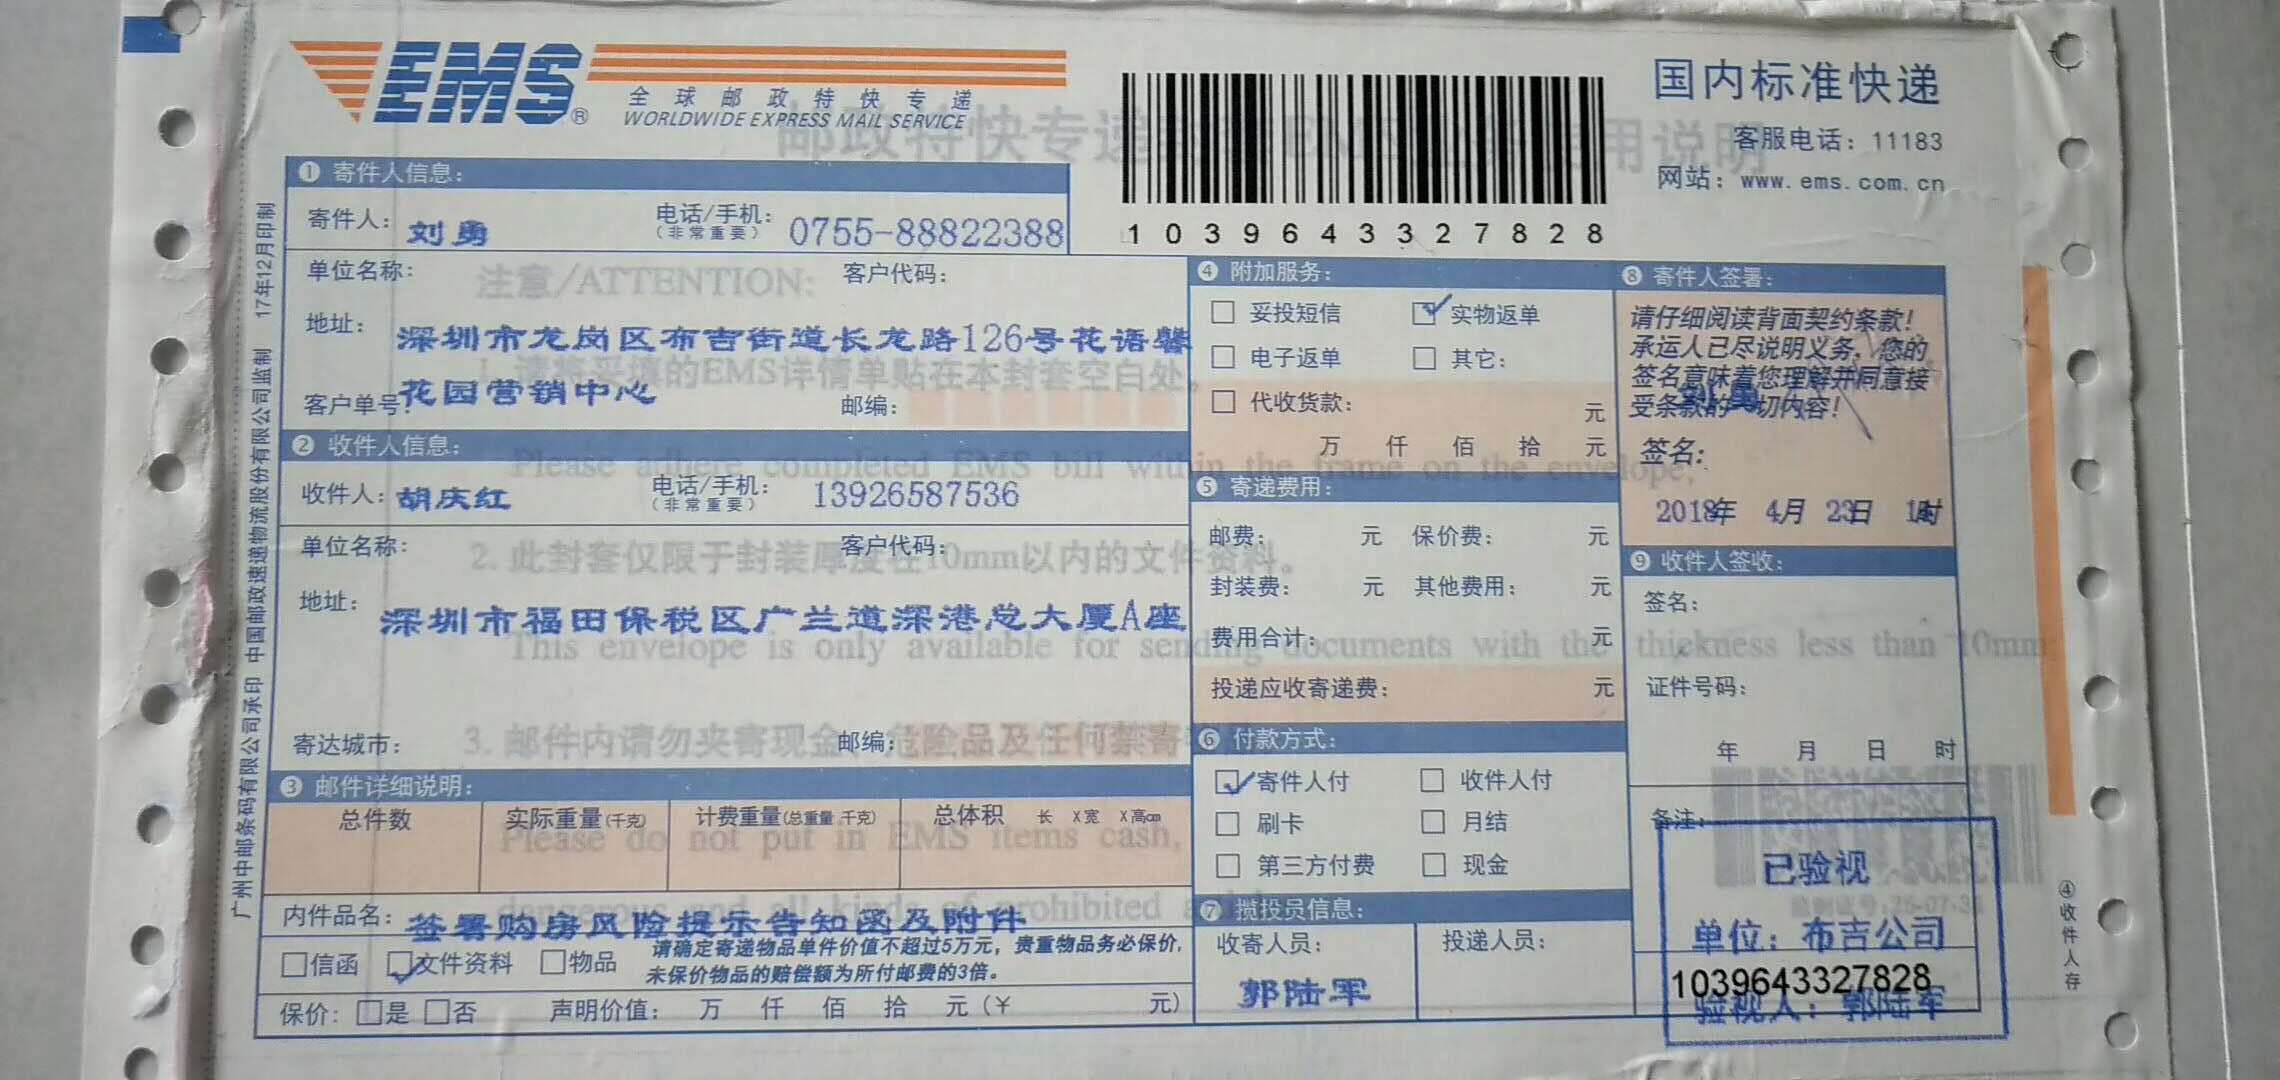 EMS®
全球邮政特快专递
WORLDWIDE EXPRESS MAIL SERVICE
1039643327828
国内标准快递
客服电话：11183
网站：www.ems.com.cn
❶ 寄件人信息：
寄件人：刘勇 电话/手机：（非常重要） 0755-88822388
单位名称： 客户代码：
地址：深圳市龙岗区布吉街道长龙路126号花语馨
花园营销中心
客户单号： 邮编：
❷ 收件人信息：
收件人：胡庆红 电话/手机：（非常重要） 13926587536
单位名称： 客户代码：
地址：深圳市福田保税区广兰道深港总大厦A座
寄达城市： 邮编：
❸ 邮件详细说明：
总件数 实际重量(千克) 计费重量(总重量,千克) 总体积 长 X宽 X高cm
内件品名：签署购房风险提示告知函及附件
信函 文件资料 物品
请确定寄递物品单件价值不超过5万元，贵重物品务必保价，
未保价物品的赔偿额为所付邮费的3倍。
保价：是 否 声明价值： 万 仟 佰 拾 元（￥ 元）
❹ 附加服务：
妥投短信 实物返单
电子返单 其它：
代收货款： 元
万 仟 佰 拾 元
❺ 寄递费用：
邮费： 元 保价费： 元
封装费： 元 其他费用： 元
费用合计： 元
投递应收寄递费： 元
❻ 付款方式：
寄件人付 收件人付
刷卡 月结
第三方付费 现金
❼ 揽投员信息：
收寄人员： 投递人员：
郭陆军
❽ 寄件人签署：
请仔细阅读背面契约条款！
承运人已尽说明义务，您的
签名意味着您理解并同意接
受条款的一切内容！
签名：
2018年 4月 23日 时
❾ 收件人签收：
签名：
证件号码：
年 月 日 时
备注：
已验视
单位：布吉公司
1039643327828
验视人：郭陆军
④收件人存
广州中邮条码有限公司承印 中国邮政速递物流股份有限公司监制 17年12月印制
注意/ATTENTION:
1. 请将妥填的EMS详情单贴在本封套空白处。
Please adhere completed EMS bill within the frame on the envelope,
2. 此封套仅限于封装厚度在10mm以内的文件资料。
This envelope is only available for sending documents with the thickness less than 10mm
3. 邮件内请勿夹寄现金、危险品及任何禁寄
Please do not put in EMS items cash,
dangerous and all kinds of prohibited